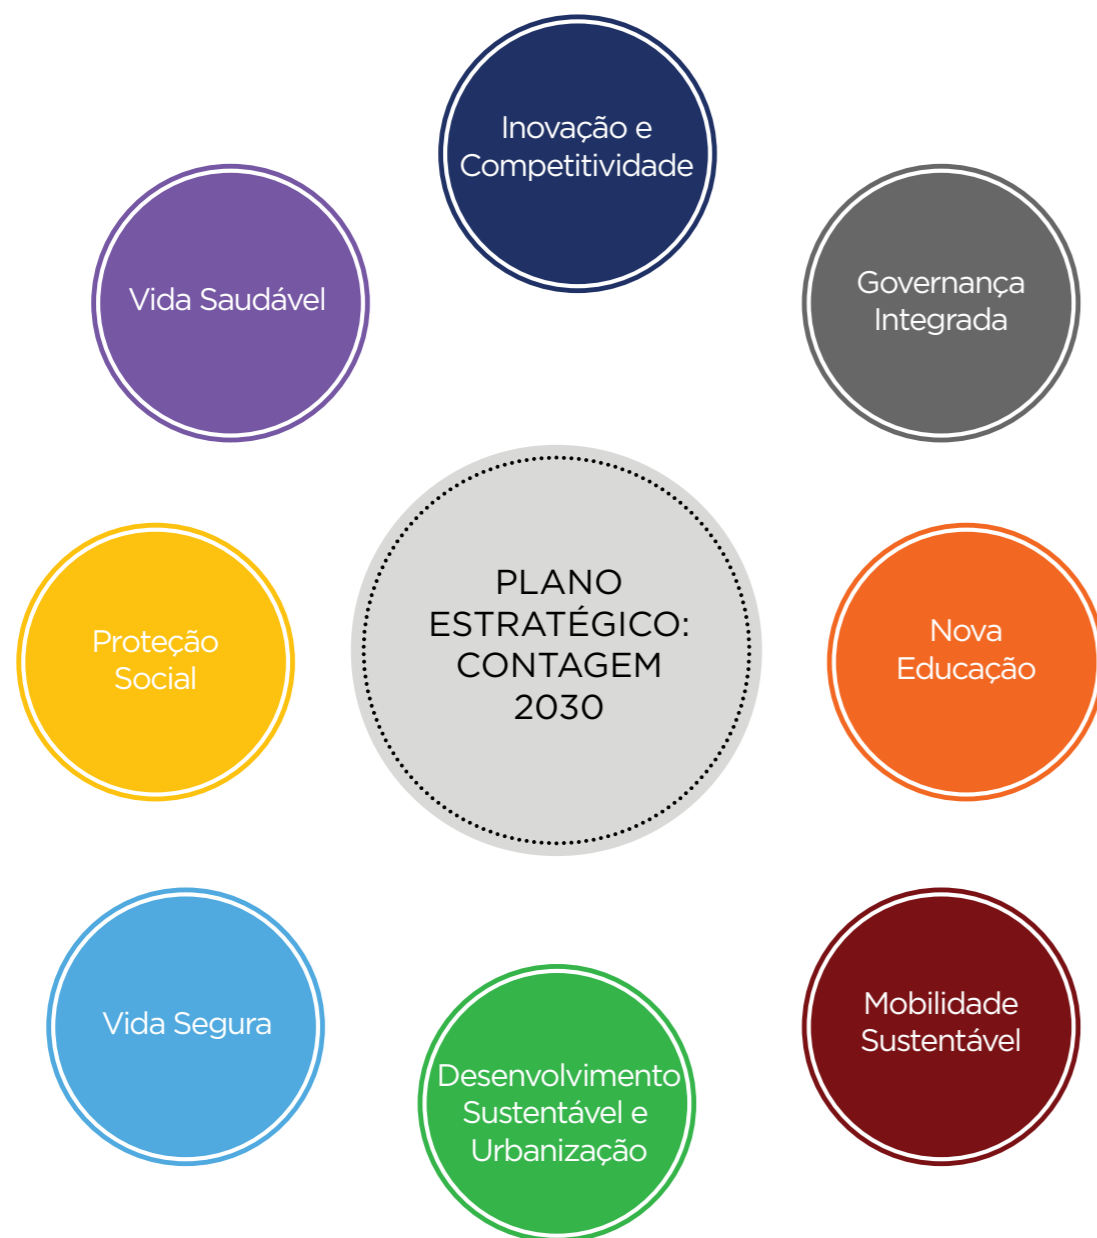 Inovação e
Competitividade
Vida Saudável
Governança
Integrada
PLANO
ESTRATÉGICO:
CONTAGEM
2030
Proteção
Social
Nova
Educação
Vida Segura
Mobilidade
Sustentável
Desenvolvimento
Sustentável e
Urbanização